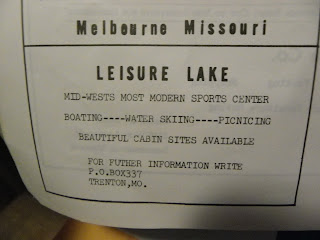 Melbourne Missouri
LEISURE LAKE
MID-WESTS MOST MODERN SPORTS CENTER
BOATING----WATER SKIING----PICNICING
BEAUTIFUL CABIN SITES AVAILABLE
FOR FUTHER INFORMATION WRITE
P.O.BOX337
TRENTON,MO.